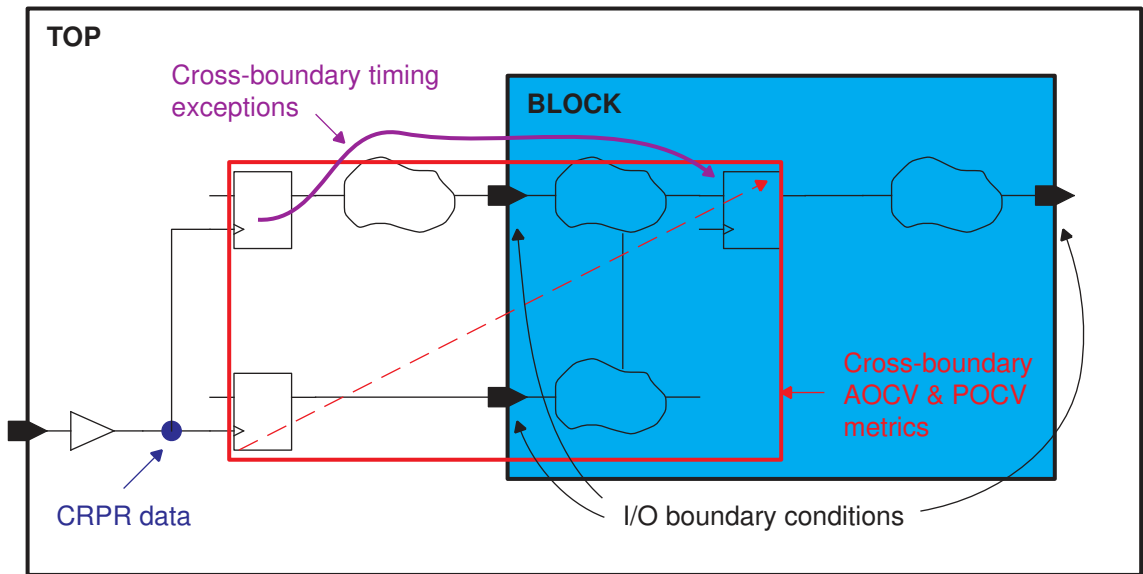 TOP
Cross-boundary timing
exceptions
BLOCK
Cross-boundary
AOCV & POCV
metrics
CRPR data
I/O boundary conditions